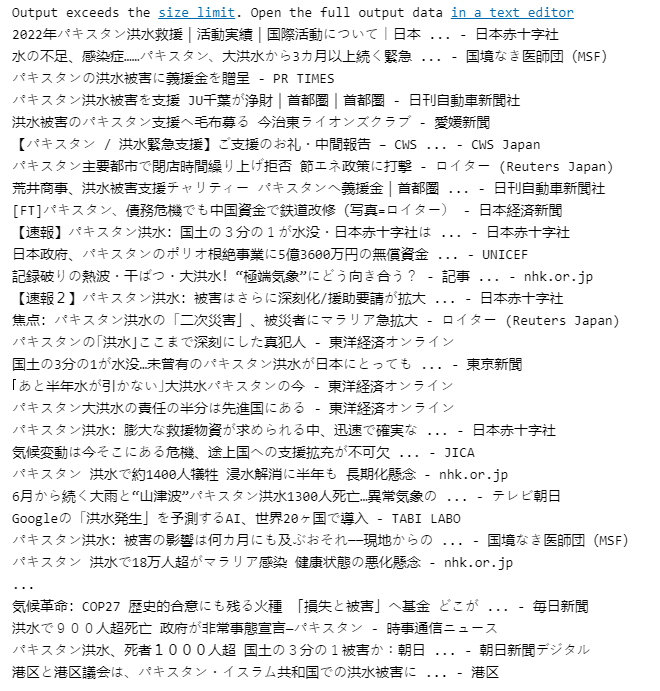 Output exceeds the size limit. Open the full output data in a text editor
2022年パキスタン洪水救援｜活動実績｜国際活動について｜日本 ... - 日本赤十字社
水の不足、感染症……パキスタン、大洪水から3カ月以上続く緊急 ... - 国境なき医師団（MSF）
パキスタンの洪水被害に義援金を贈呈 - PR TIMES
パキスタン洪水被害を支援 JU千葉が浄財｜首都圏｜首都圏 - 日刊自動車新聞社
洪水被害のパキスタン支援へ毛布募る 今治東ライオンズクラブ - 愛媛新聞
【パキスタン / 洪水緊急支援】ご支援のお礼・中間報告 – CWS ... - CWS Japan
パキスタン主要都市で閉店時間繰り上げ拒否 節エネ政策に打撃 - ロイター (Reuters Japan)
荒井商事、洪水被害支援チャリティー パキスタンへ義援金｜首都圏 ... - 日刊自動車新聞社
[FT]パキスタン、債務危機でも中国資金で鉄道改修（写真=ロイター） - 日本経済新聞
【速報】パキスタン洪水: 国土の３分の１が水没・日本赤十字社は ... - 日本赤十字社
日本政府、パキスタンのポリオ根絶事業に5億3600万円の無償資金 ... - UNICEF
記録破りの熱波・干ばつ・大洪水! “極端気象”にどう向き合う？ - 記事 ... - nhk.or.jp
【速報２】パキスタン洪水: 被害はさらに深刻化/援助要請が拡大 ... - 日本赤十字社
焦点: パキスタン洪水の「二次災害」、被災者にマラリア急拡大 - ロイター (Reuters Japan)
パキスタンの｢洪水｣ここまで深刻にした真犯人 - 東洋経済オンライン
国土の3分の1が水没…未曾有のパキスタン洪水が日本にとっても ... - 東京新聞
｢あと半年水が引かない｣大洪水パキスタンの今 - 東洋経済オンライン
パキスタン大洪水の責任の半分は先進国にある - 東洋経済オンライン
パキスタン洪水: 膨大な救援物資が求められる中、迅速で確実な ... - 日本赤十字社
気候変動は今そこにある危機、途上国への支援拡充が不可欠 ... - JICA
パキスタン 洪水で約1400人犠牲 浸水解消に半年も 長期化懸念 - nhk.or.jp
6月から続く大雨と“山津波”パキスタン洪水1300人死亡…異常気象の ... - テレビ朝日
Googleの「洪水発生」を予測するAI、世界20ヶ国で導入 - TABI LABO
パキスタン洪水: 被害の影響は何カ月にも及ぶおそれ——現地からの ... - 国境なき医師団（MSF）
パキスタン 洪水で18万人超がマラリア感染 健康状態の悪化懸念 - nhk.or.jp
...
気候革命: COP27 歴史的合意にも残る火種 「損失と被害」へ基金 どこが ... - 毎日新聞
洪水で９００人超死亡 政府が非常事態宣言―パキスタン - 時事通信ニュース
パキスタン洪水、死者１０００人超 国土の３分の１被害か：朝日 ... - 朝日新聞デジタル
港区と港区議会は、パキスタン・イスラム共和国での洪水被害に ... - 港区